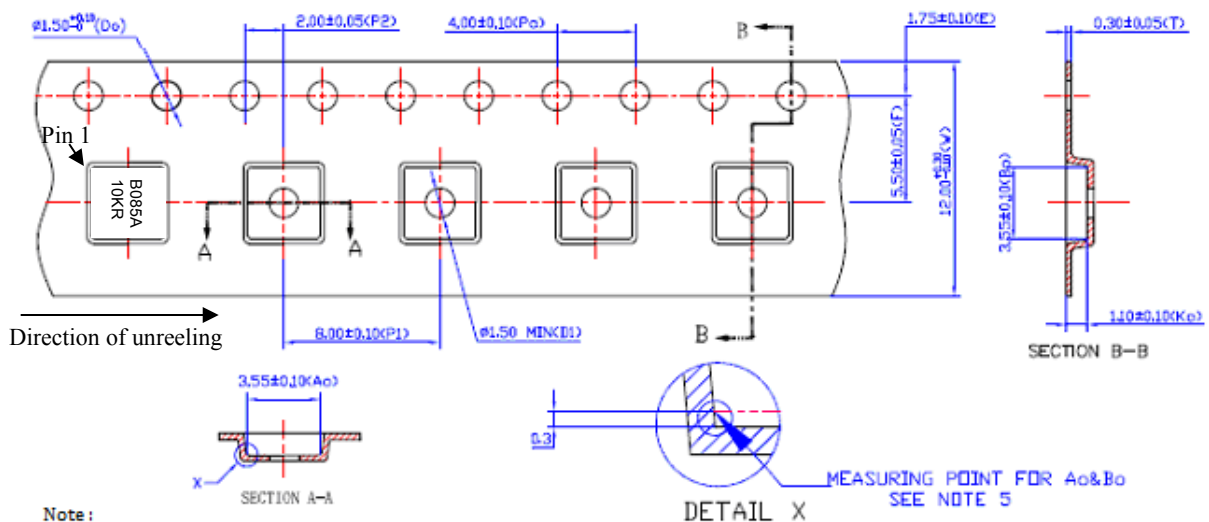 ø1.50 +0.10 -0 (Do)
2.00±0.05(P2)
4.00±0.10(Po)
B
1.75±0.10(E)
0.30±0.05(T)
Pin 1
B085A
10KR
A
A
5.50±0.05(F)
3.55±0.10(Bo)
Direction of unreeling
8.00±0.10(P1)
ø1.50 MIN(D1)
B
1.10±0.10(Ko)
SECTION B-B
3.55±0.10(Ao)
X
SECTION A-A
0.3
MEASURING POINT FOR Ao&Bo
SEE NOTE 5
DETAIL X
Note: